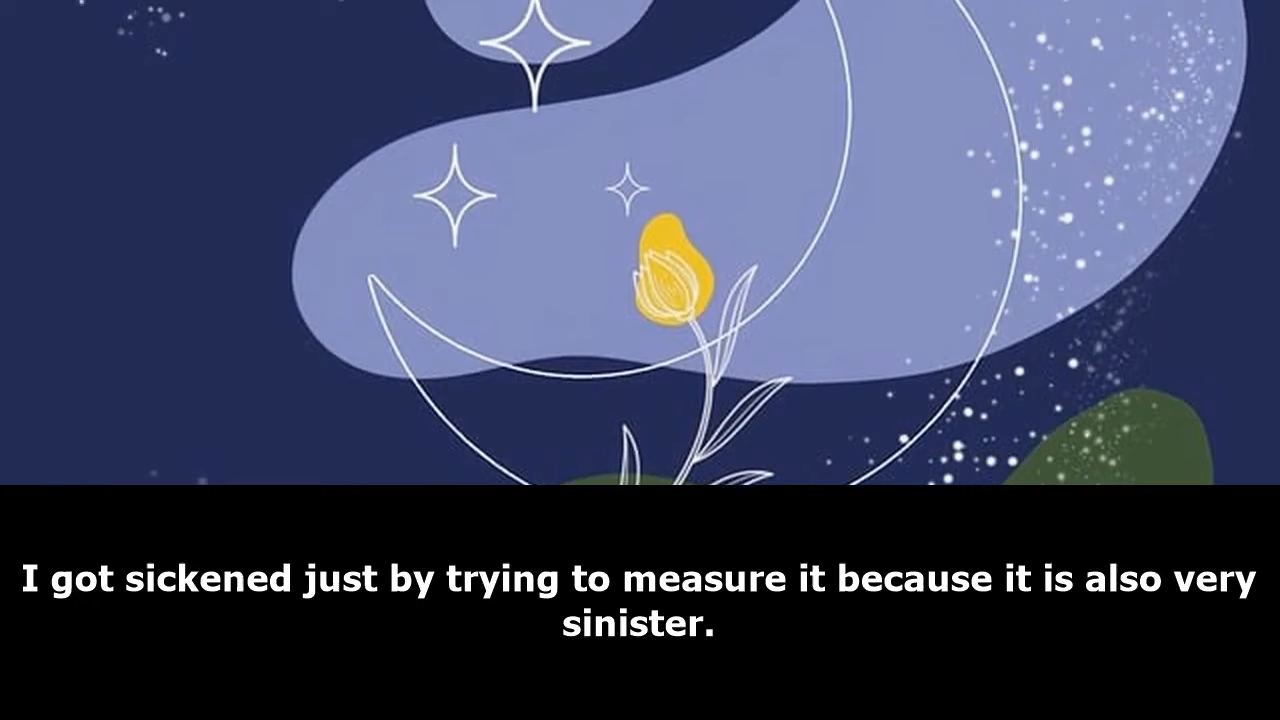 I got sickened just by trying to measure it because it is also very
sinister.